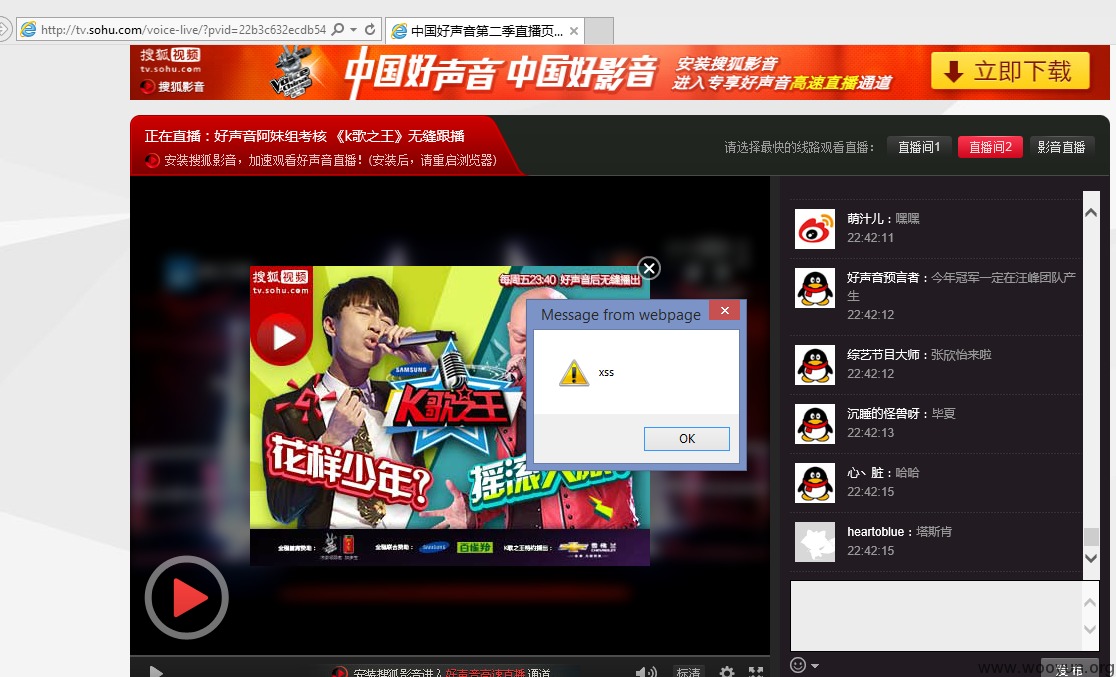 http://tv.sohu.com/voice-live/?pvid=22b3c632ecdb54
中国好声音第二季直播页...
搜狐视频
tv.sohu.com
搜狐影音
中国好声音 中国好影音
安装搜狐影音
进入专享好声音高速直播通道
立即下载
正在直播：好声音阿妹组考核 《k歌之王》无缝跟播
安装搜狐影音，加速观看好声音直播！(安装后，请重启浏览器)
请选择最快的线路观看直播：
直播间1
直播间2
影音直播
搜狐视频
tv.sohu.com
每周五23:40 好声音后无缝播出
SAMSUNG
K歌之王
花样少年?
Message from webpage
xss
OK
萌汁儿：嘿嘿
22:42:11
好声音预言者：今年冠军一定在汪峰团队产
生
22:42:12
综艺节目大师：张欣怡来啦
22:42:12
沉睡的怪兽呀：毕夏
22:42:13
心丶脏：哈哈
22:42:15
heartoblue：塔斯肯
22:42:15
安装搜狐影音进入 好声音高速直播 通道
标清
发布
www.wooyun.org